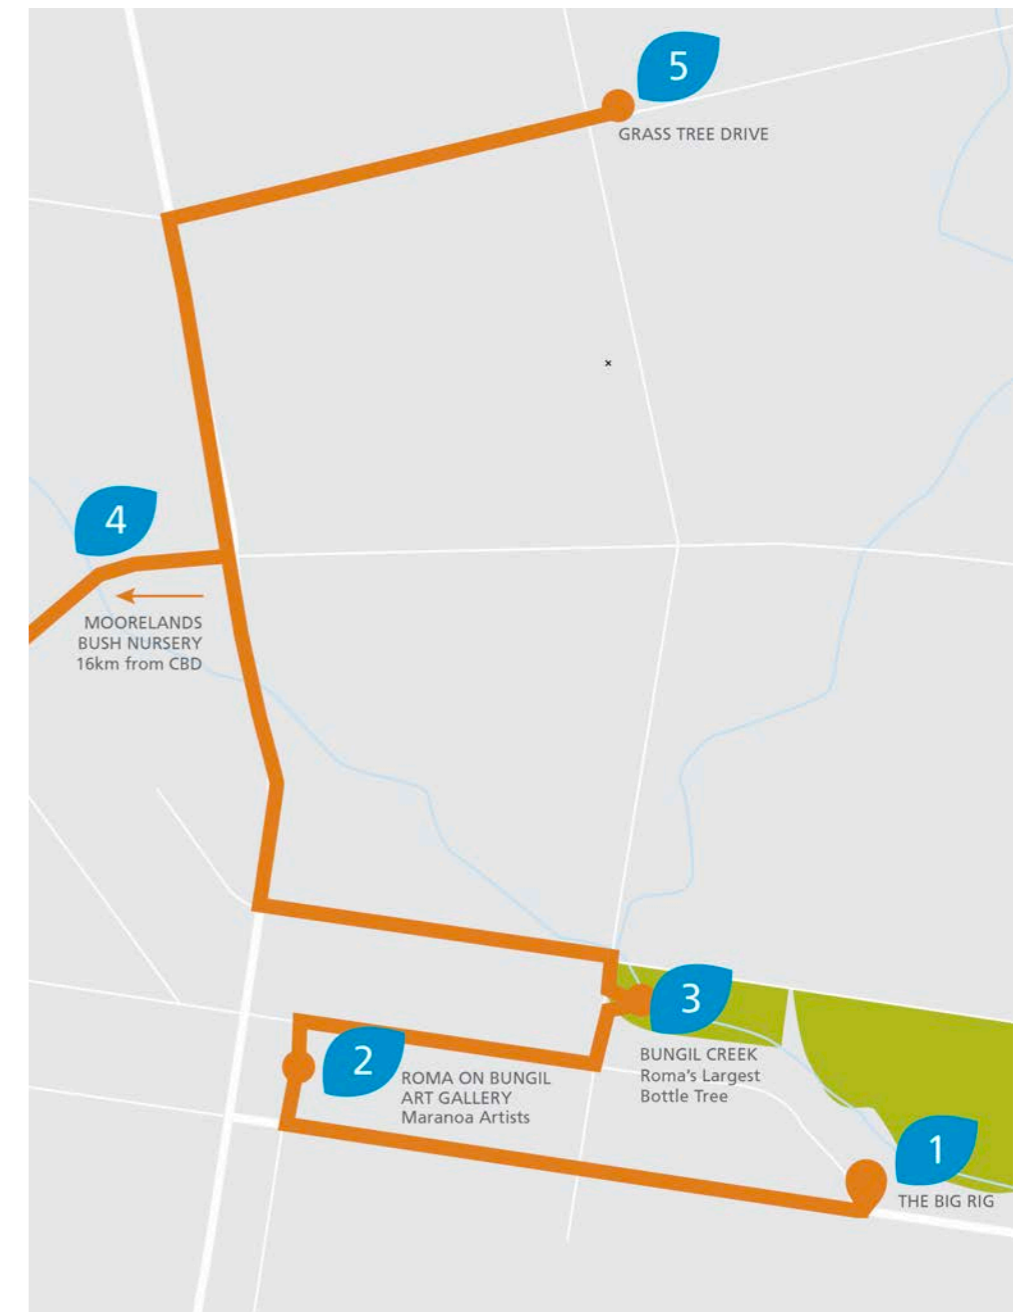 5
GRASS TREE DRIVE
4
MOORELANDS
BUSH NURSERY
16km from CBD
3
BUNGIL CREEK
Roma's Largest
Bottle Tree
2
ROMA ON BUNGIL
ART GALLERY
Maranoa Artists
1
THE BIG RIG